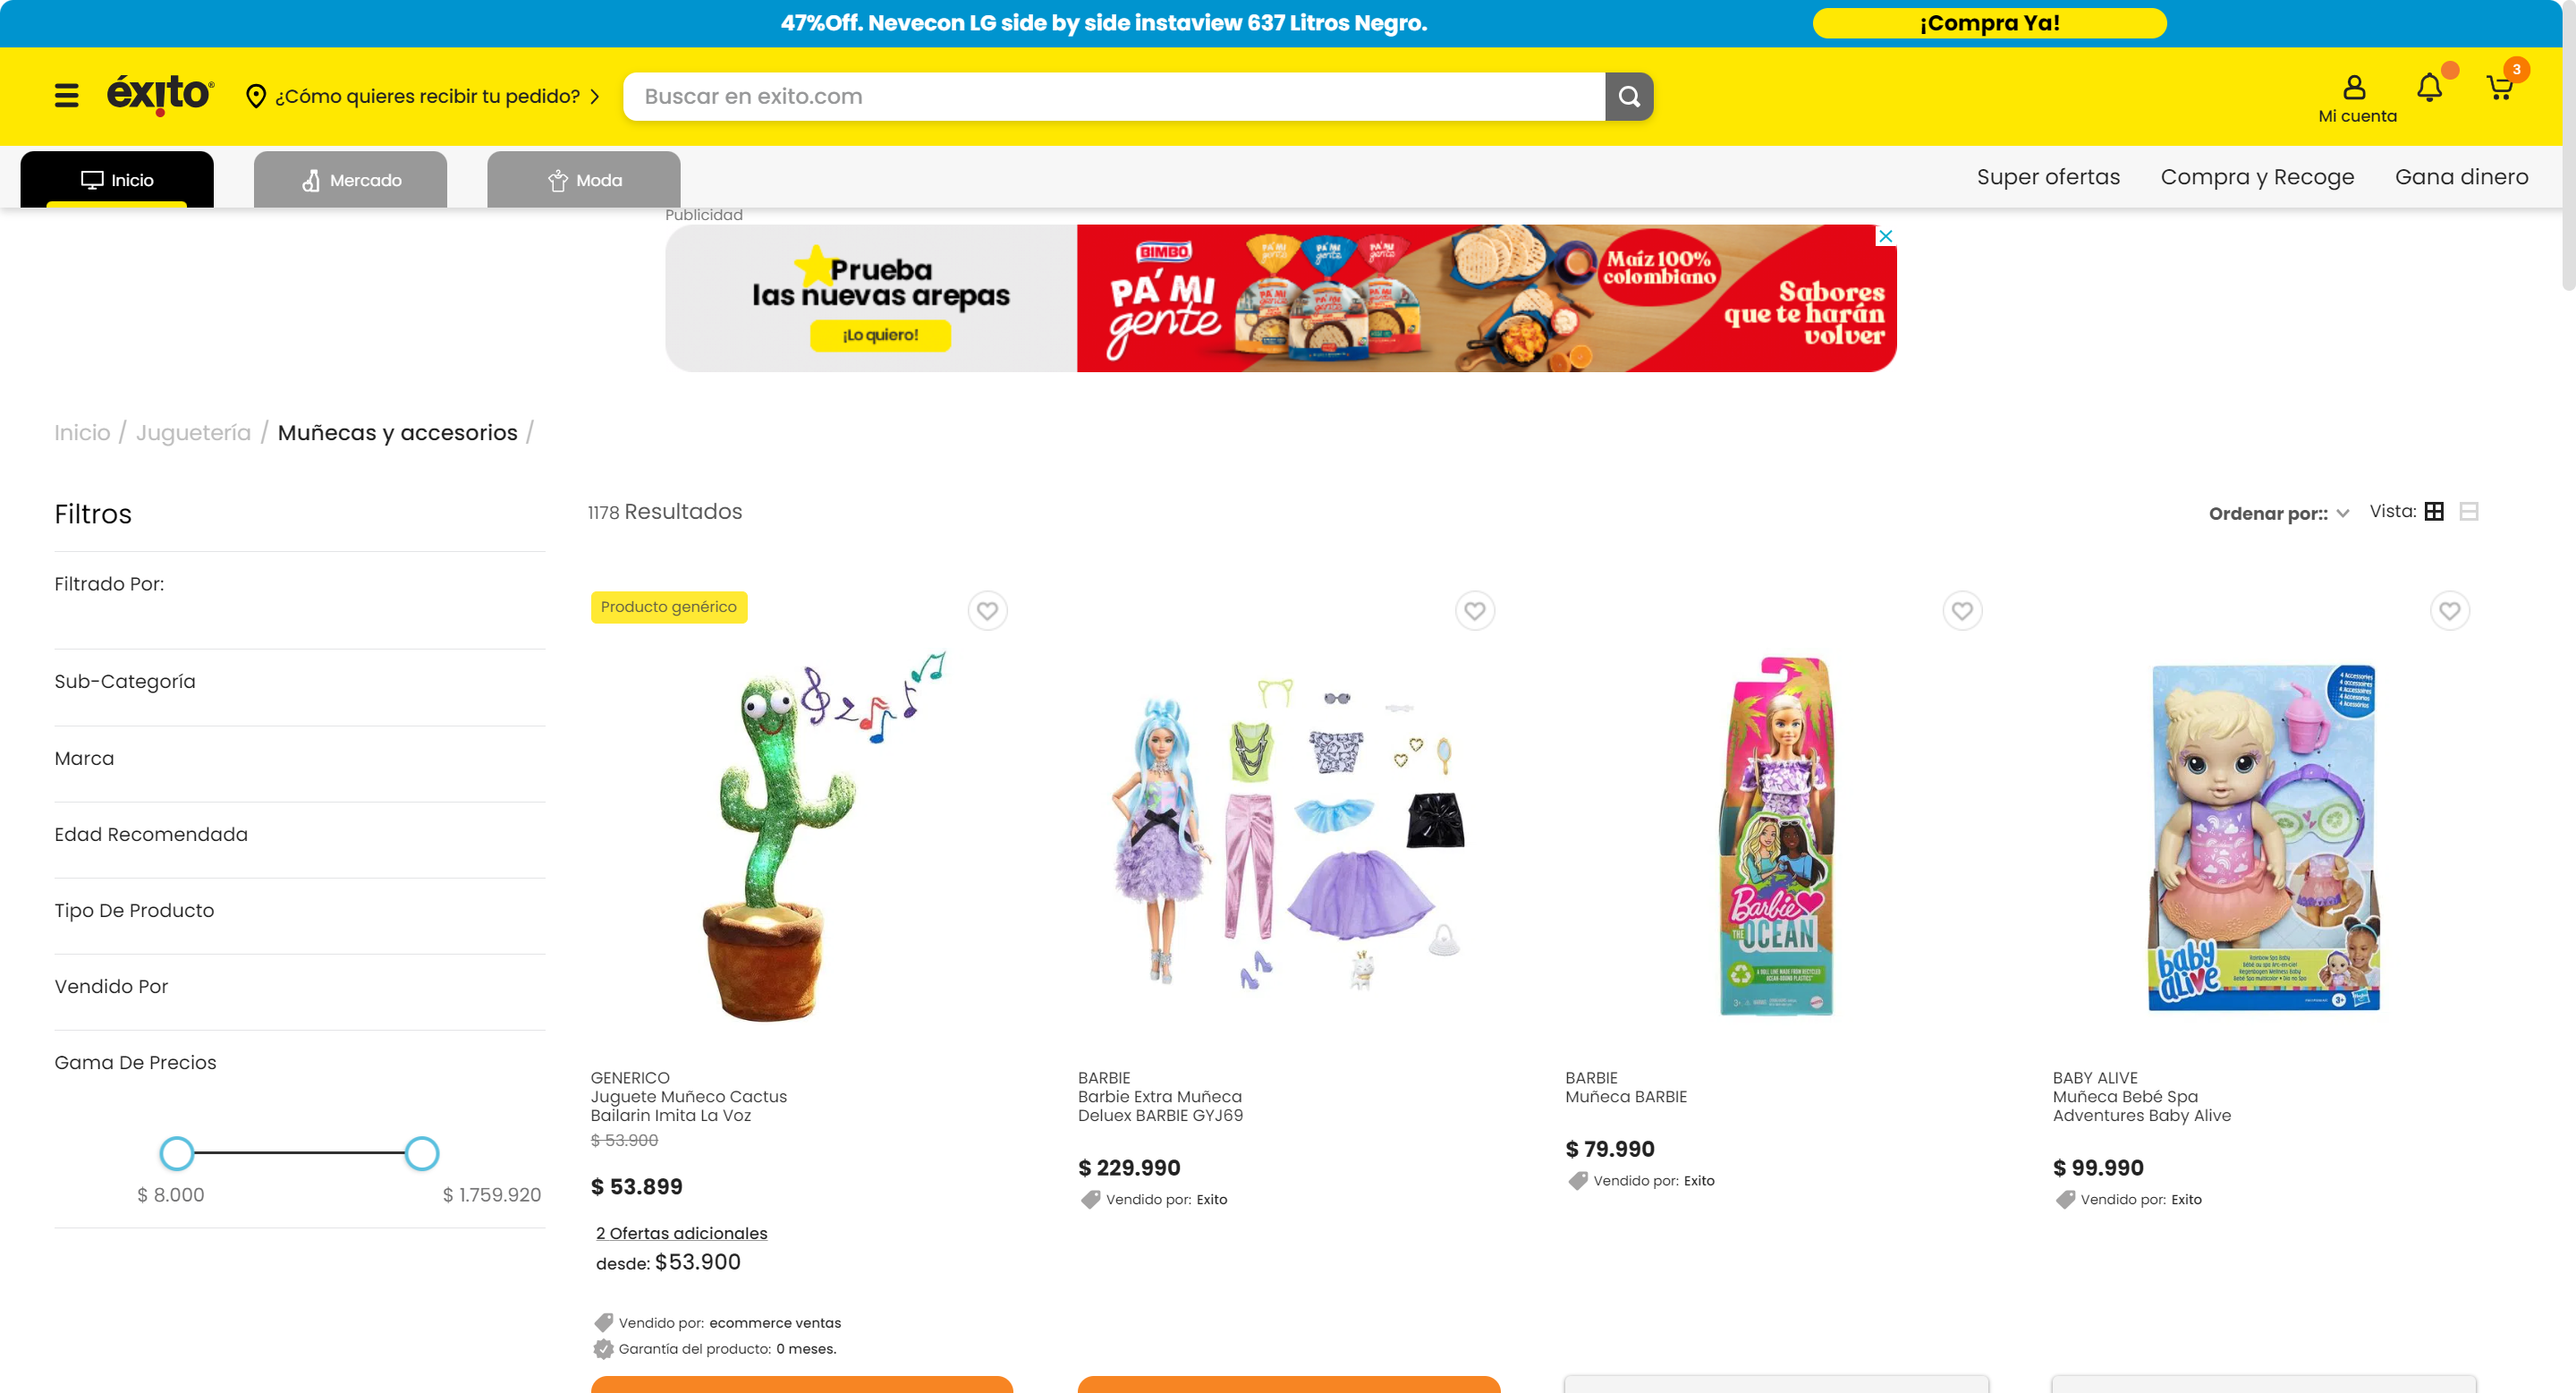 47%Off. Nevecon LG side by side instaview 637 Litros Negro.
¡Compra Ya!
éxito
¿Cómo quieres recibir tu pedido?
Buscar en exito.com
Mi cuenta
3
Inicio
Mercado
Moda
Super ofertas
Compra y Recoge
Gana dinero
Publicidad
Prueba
las nuevas arepas
¡Lo quiero!
BIMBO
PA´MI
gente
Maíz 100%
colombiano
Sabores
que te harán
volver
Inicio / Juguetería / Muñecas y accesorios /
Filtros
Filtrado Por:
Sub-Categoría
Marca
Edad Recomendada
Tipo De Producto
Vendido Por
Gama De Precios
$ 8.000
$ 1.759.920
1178 Resultados
Ordenar por::
Vista:
Producto genérico
GENERICO
Juguete Muñeco Cactus
Bailarin Imita La Voz
$ 53.900
$ 53.899
2 Ofertas adicionales
desde: $53.900
Vendido por: ecommerce ventas
Garantía del producto: 0 meses.
BARBIE
Barbie Extra Muñeca
Deluex BARBIE GYJ69
$ 229.990
Vendido por: Exito
Barbie
THE
OCEAN
BARBIE
Muñeca BARBIE
$ 79.990
Vendido por: Exito
baby
alive
3+
BABY ALIVE
Muñeca Bebé Spa
Adventures Baby Alive
$ 99.990
Vendido por: Exito